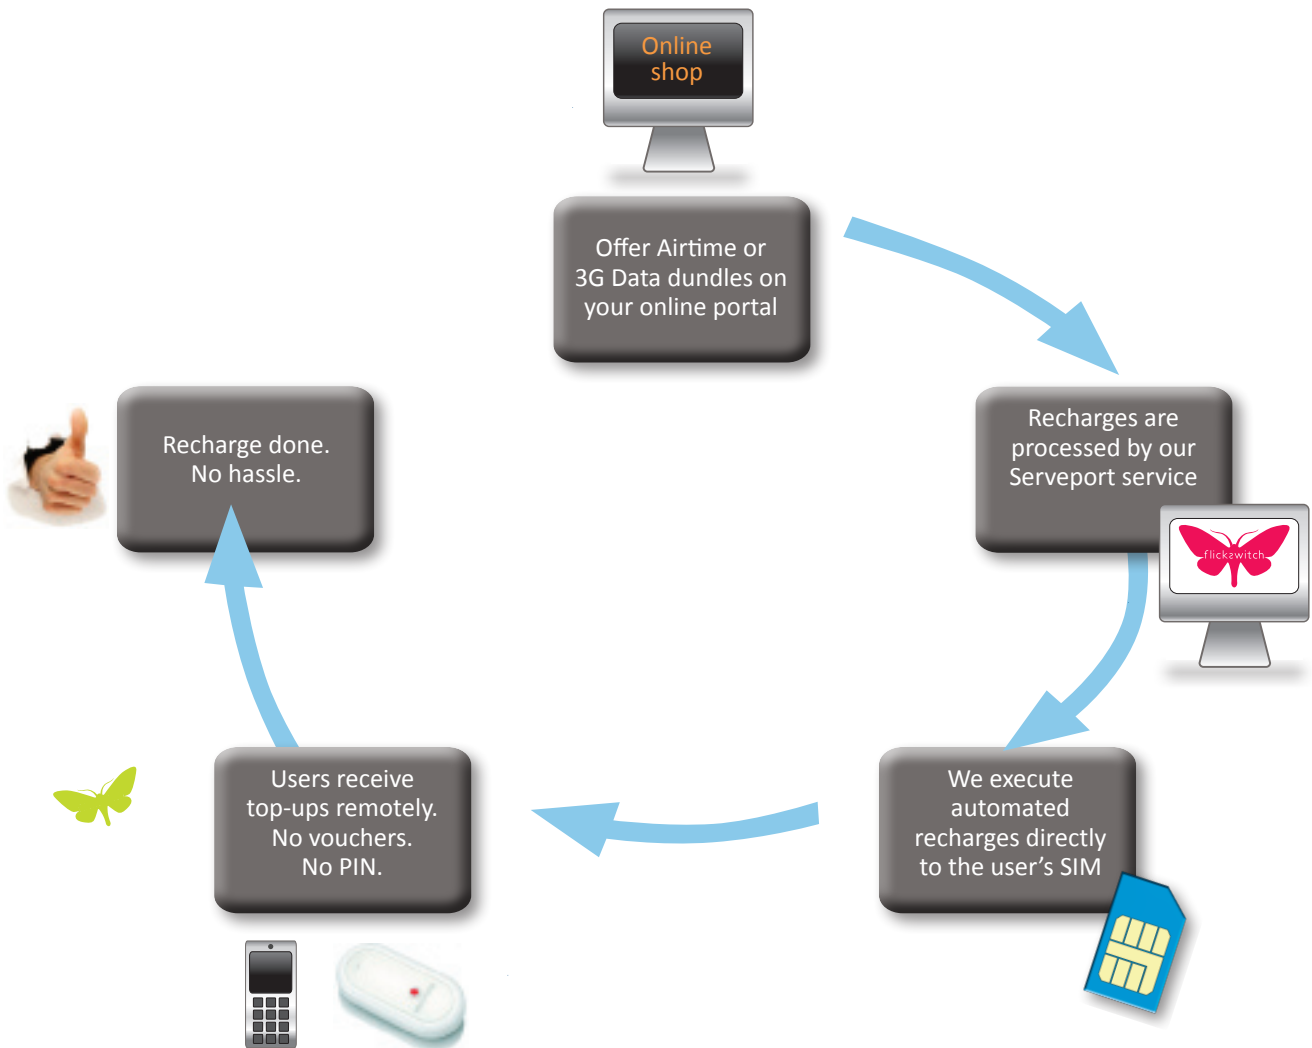 Online
shop
Offer Airtime or
3G Data dundles on
your online portal
Recharges are
processed by our
Serveport service
flickswitch
We execute
automated
recharges directly
to the user's SIM
Users receive
top-ups remotely.
No vouchers.
No PIN.
Recharge done.
No hassle.